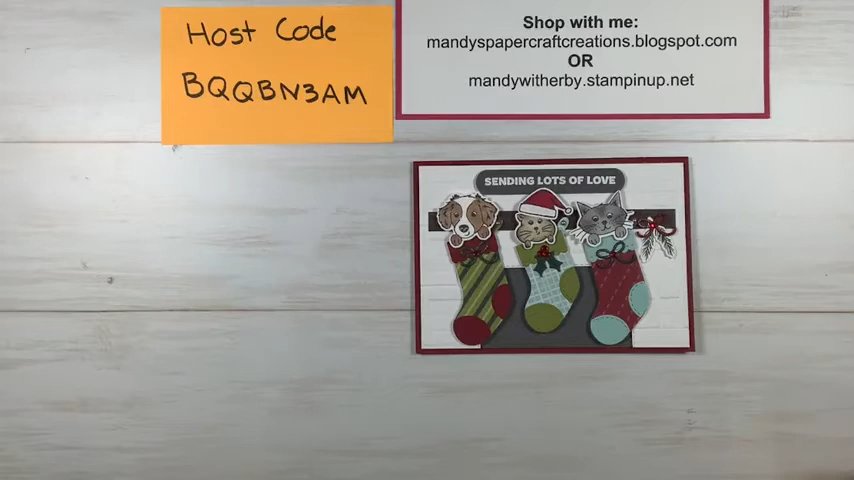 Host Code
BQQBN3AM
Shop with me:
mandyspapercraftcreations.blogspot.com
OR
mandywitherby.stampinup.net
SENDING LOTS OF LOVE